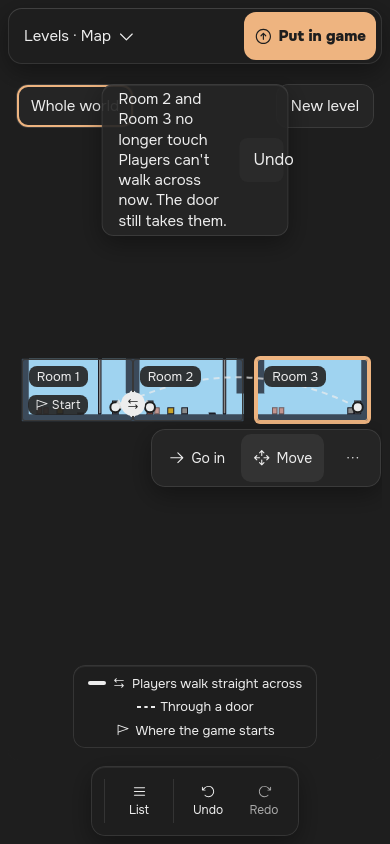 Levels · Map
Put in game
Whole world
New level
Room 2 and
Room 3 no
longer touch
Players can't
walk across
now. The door
still takes them.
Undo
Room 1
Room 2
Room 3
Start
Go in
Move
Players walk straight across
Through a door
Where the game starts
List
Undo
Redo